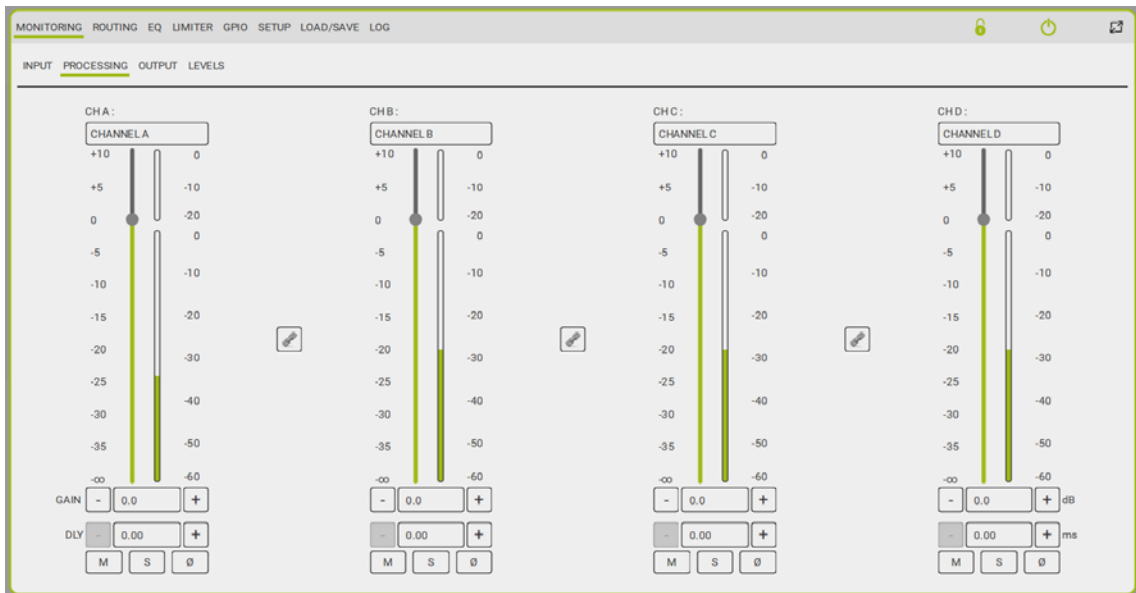 MONITORING ROUTING EQ LIMITER GPIO SETUP LOAD/SAVE LOG
INPUT PROCESSING OUTPUT LEVELS
CH A : CH B : CH C : CH D :
CHANNEL A CHANNEL B CHANNEL C CHANNEL D
+10 0 +10 0 +10 0 +10 0
+5 -10 +5 -10 +5 -10 +5 -10
0 -20 0 -20 0 -20 0 -20
0 0 0 0
-5 -5 -5 -5
-10 -10 -10 -10 -10 -10 -10 -10
-15 -20 -15 -20 -15 -20 -15 -20
-20 -30 -20 -30 -20 -30 -20 -30
-25 -25 -25 -25
-40 -40 -40 -40
-30 -30 -30 -30
-35 -50 -35 -50 -35 -50 -35 -50
-∞ -60 -∞ -60 -∞ -60 -∞ -60
GAIN - 0.0 + - 0.0 + - 0.0 + - 0.0 + dB
DLY - 0.00 + - 0.00 + - 0.00 + - 0.00 + ms
M S Ø M S Ø M S Ø M S Ø